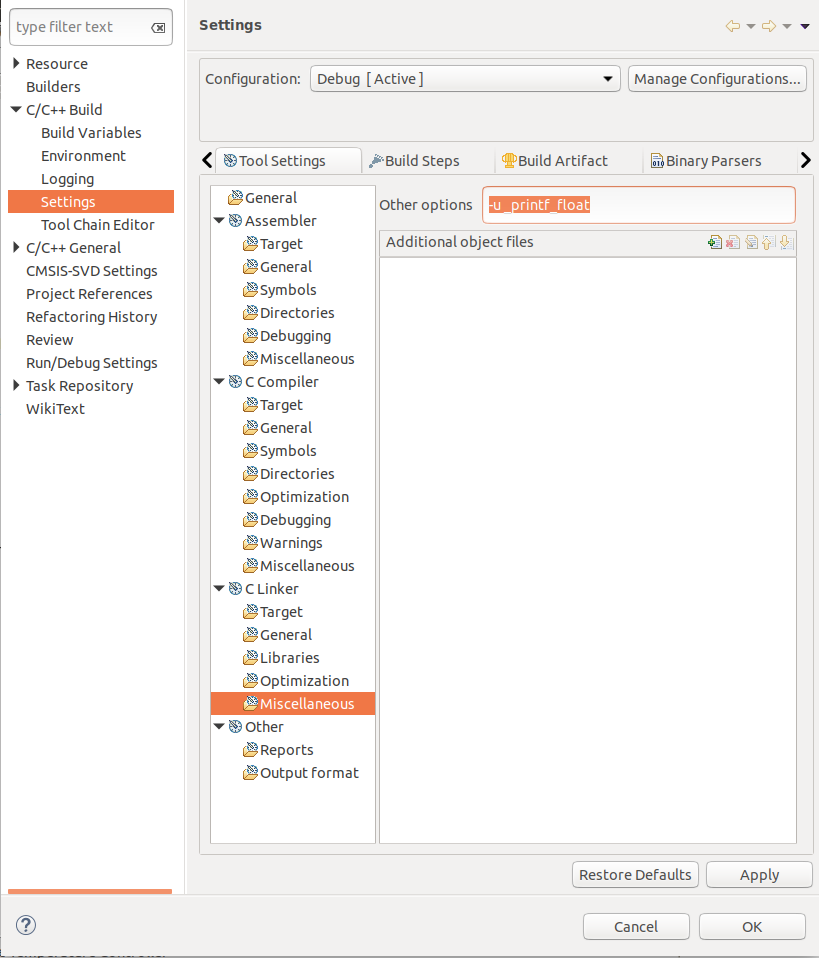 type filter text
Resource
Builders
C/C++ Build
Build Variables
Environment
Logging
Settings
Tool Chain Editor
C/C++ General
CMSIS-SVD Settings
Project References
Refactoring History
Review
Run/Debug Settings
Task Repository
WikiText
Settings
Configuration: Debug [ Active ] Manage Configurations...
Tool Settings Build Steps Build Artifact Binary Parsers
General
Assembler
Target
General
Symbols
Directories
Debugging
Miscellaneous
C Compiler
Target
General
Symbols
Directories
Optimization
Debugging
Warnings
Miscellaneous
C Linker
Target
General
Libraries
Optimization
Miscellaneous
Other
Reports
Output format
Other options -u _printf_float
Additional object files
Restore Defaults Apply
? Cancel OK